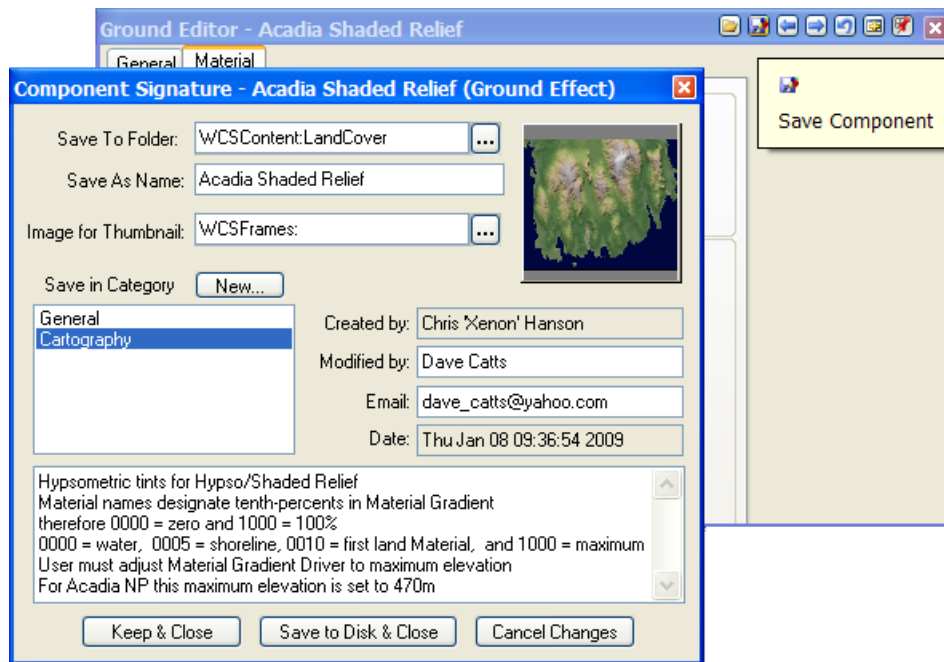 Ground Editor - Acadia Shaded Relief
General Material
Save Component
Component Signature - Acadia Shaded Relief (Ground Effect)
Save To Folder: WCSContent:LandCover ...
Save As Name: Acadia Shaded Relief
Image for Thumbnail: WCSFrames: ...
Save in Category New...
General
Cartography
Created by: Chris 'Xenon' Hanson
Modified by: Dave Catts
Email: dave_catts@yahoo.com
Date: Thu Jan 08 09:36:54 2009
Hypsometric tints for Hypso/Shaded Relief
Material names designate tenth-percents in Material Gradient
therefore 0000 = zero and 1000 = 100%
0000 = water, 0005 = shoreline, 0010 = first land Material, and 1000 = maximum
User must adjust Material Gradient Driver to maximum elevation
For Acadia NP this maximum elevation is set to 470m
Keep & Close Save to Disk & Close Cancel Changes